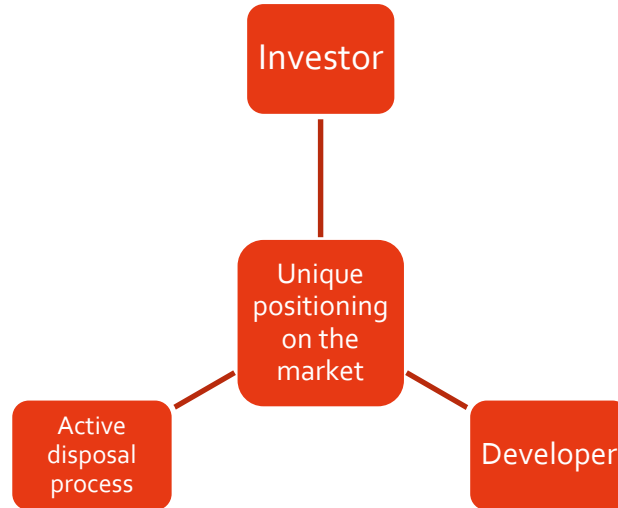 Investor
Unique
positioning
on the
market
Active
disposal
process
Developer